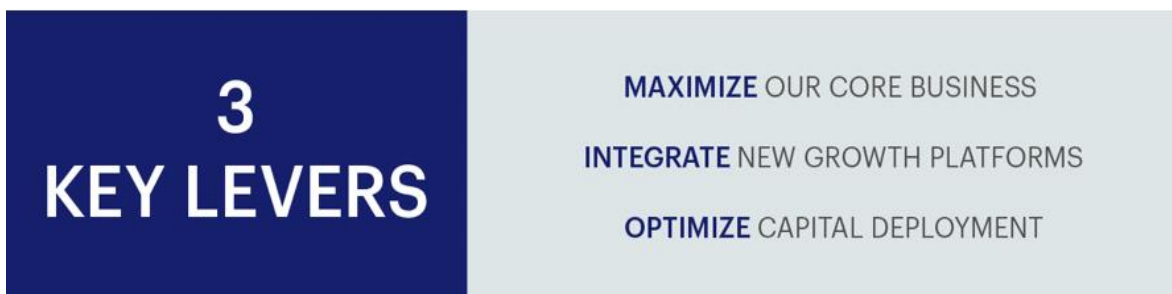 3
KEY LEVERS
MAXIMIZE OUR CORE BUSINESS
INTEGRATE NEW GROWTH PLATFORMS
OPTIMIZE CAPITAL DEPLOYMENT